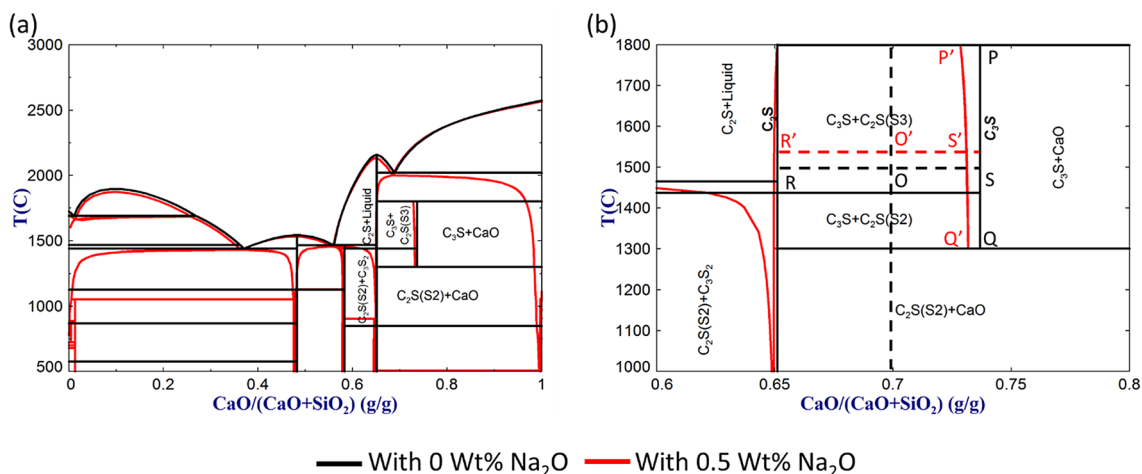 (a)
3000
2500
2000
1500
1000
500
T(C)
0
0.2
0.4
0.6
0.8
1
CaO/(CaO+SiO₂) (g/g)
C₂S(S2)+C₃S₂
C₂S+Liquid
C₃S+
C₂S(S3)
C₃S+CaO
C₂S(S2)+CaO
(b)
1800
1700
1600
1500
1400
1300
1200
1100
1000
T(C)
0.6
0.65
0.7
0.75
0.8
CaO/(CaO+SiO₂) (g/g)
C₂S+Liquid
C₃S
P'
P
C₃S+C₂S(S3)
C₃S
R'
O'
S'
C₃S+CaO
R
O
S
C₃S+C₂S(S2)
Q'
Q
C₂S(S2)+C₃S₂
C₂S(S2)+CaO
With 0 Wt% Na₂O
With 0.5 Wt% Na₂O